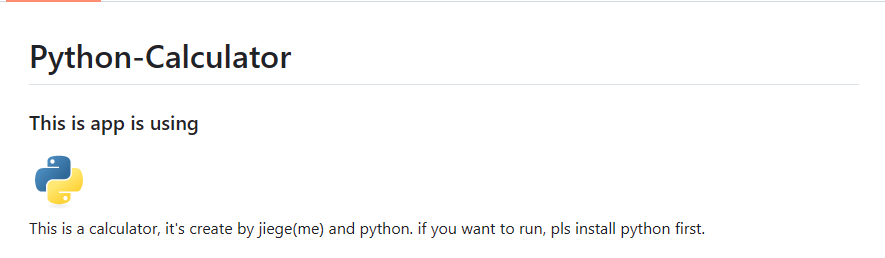 Python-Calculator
This is app is using
This is a calculator, it's create by jiege(me) and python. if you want to run, pls install python first.